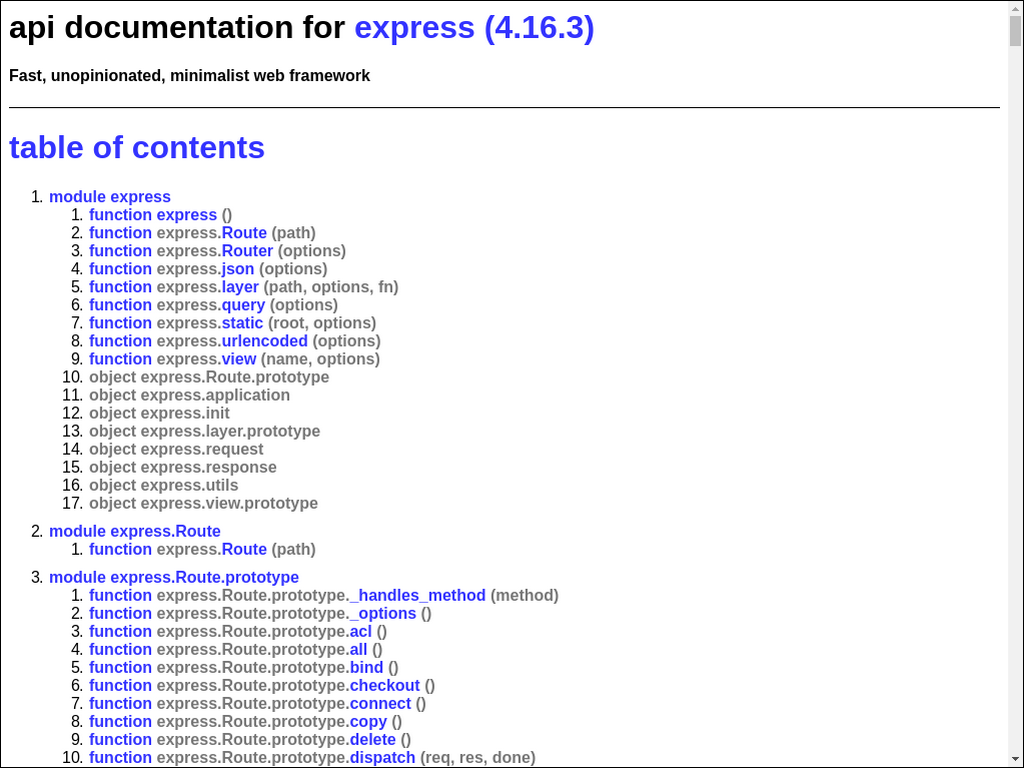 api documentation for express (4.16.3)
Fast, unopinionated, minimalist web framework
table of contents
1. module express
1. function express ()
2. function express.Route (path)
3. function express.Router (options)
4. function express.json (options)
5. function express.layer (path, options, fn)
6. function express.query (options)
7. function express.static (root, options)
8. function express.urlencoded (options)
9. function express.view (name, options)
10. object express.Route.prototype
11. object express.application
12. object express.init
13. object express.layer.prototype
14. object express.request
15. object express.response
16. object express.utils
17. object express.view.prototype
2. module express.Route
1. function express.Route (path)
3. module express.Route.prototype
1. function express.Route.prototype._handles_method (method)
2. function express.Route.prototype._options ()
3. function express.Route.prototype.acl ()
4. function express.Route.prototype.all ()
5. function express.Route.prototype.bind ()
6. function express.Route.prototype.checkout ()
7. function express.Route.prototype.connect ()
8. function express.Route.prototype.copy ()
9. function express.Route.prototype.delete ()
10. function express.Route.prototype.dispatch (req, res, done)